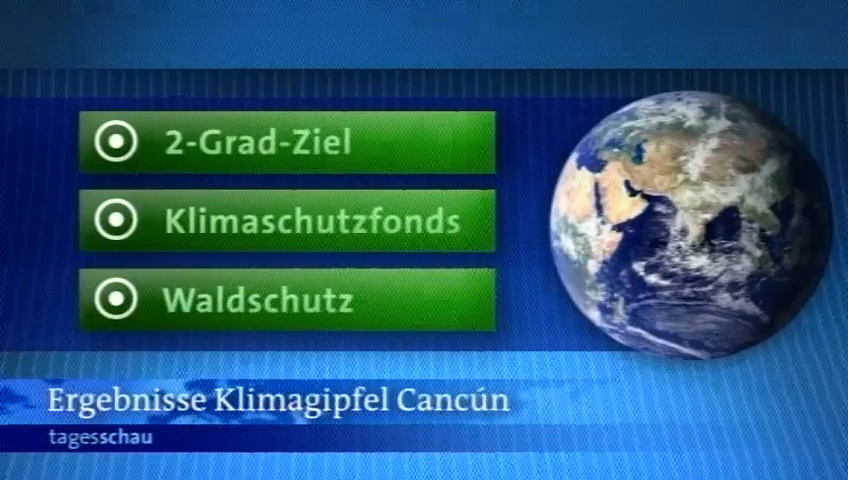 2-Grad-Ziel
Klimaschutzfonds
Waldschutz
Ergebnisse Klimagipfel Cancún
tagesschau